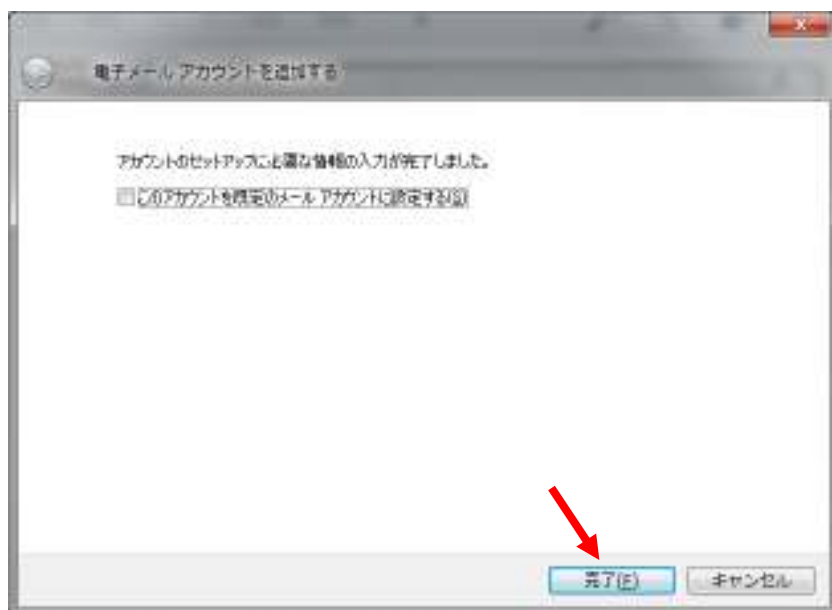 電子メール アカウントを追加する
アカウントのセットアップに必要な情報の入力が完了しました。
このアカウントを既定のメール アカウントに設定する(S)
完了(F)
キャンセル